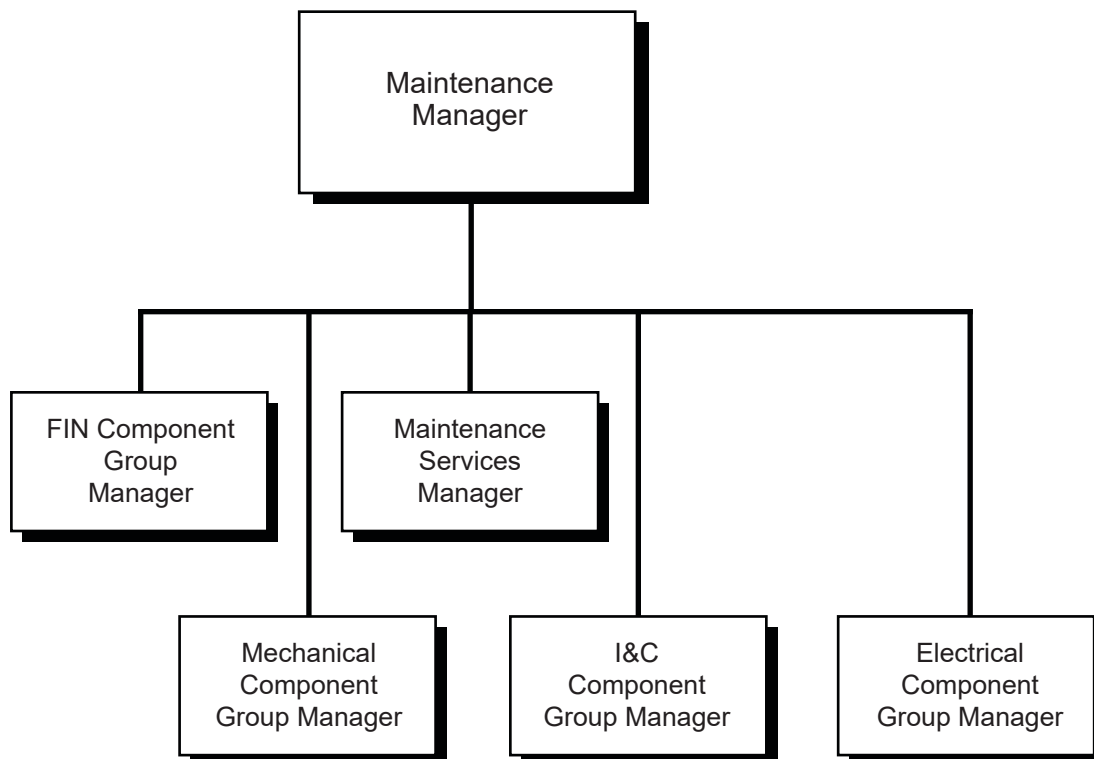 Maintenance
Manager
FIN Component
Group
Manager
Maintenance
Services
Manager
Mechanical
Component
Group Manager
I&C
Component
Group Manager
Electrical
Component
Group Manager